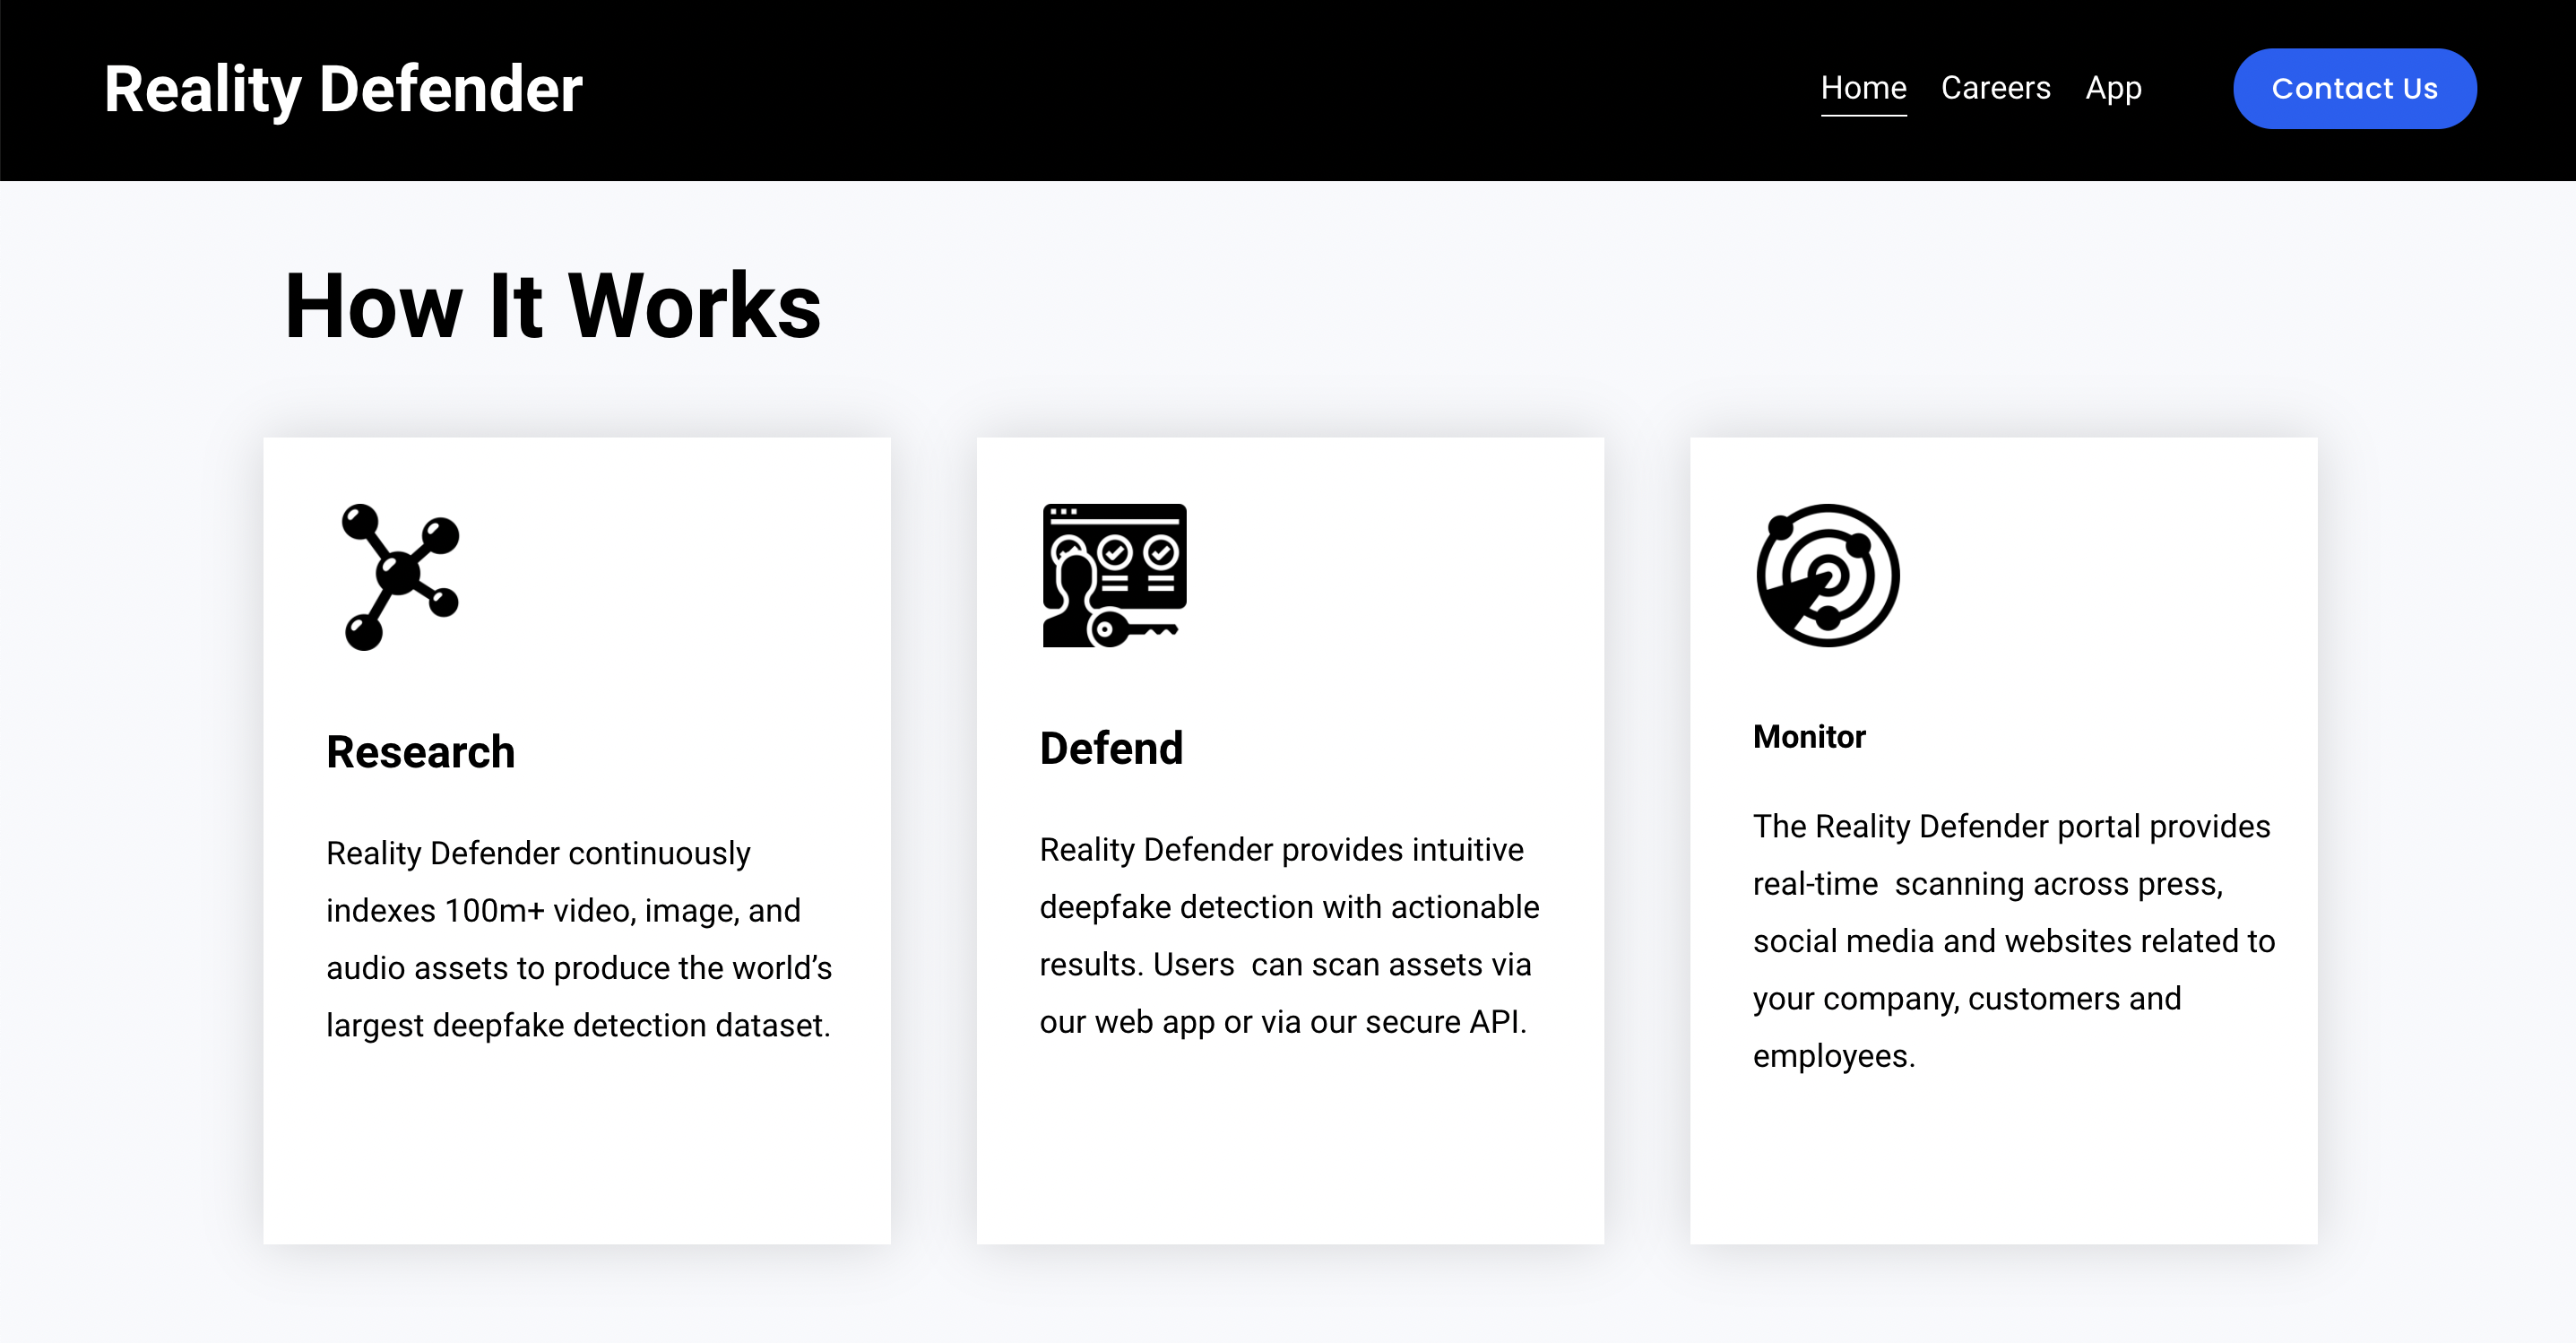 Reality Defender
Home
Careers
App
Contact Us
How It Works
Research
Reality Defender continuously
indexes 100m+ video, image, and
audio assets to produce the world’s
largest deepfake detection dataset.
Defend
Reality Defender provides intuitive
deepfake detection with actionable
results. Users  can scan assets via
our web app or via our secure API.
Monitor
The Reality Defender portal provides
real-time  scanning across press,
social media and websites related to
your company, customers and
employees.